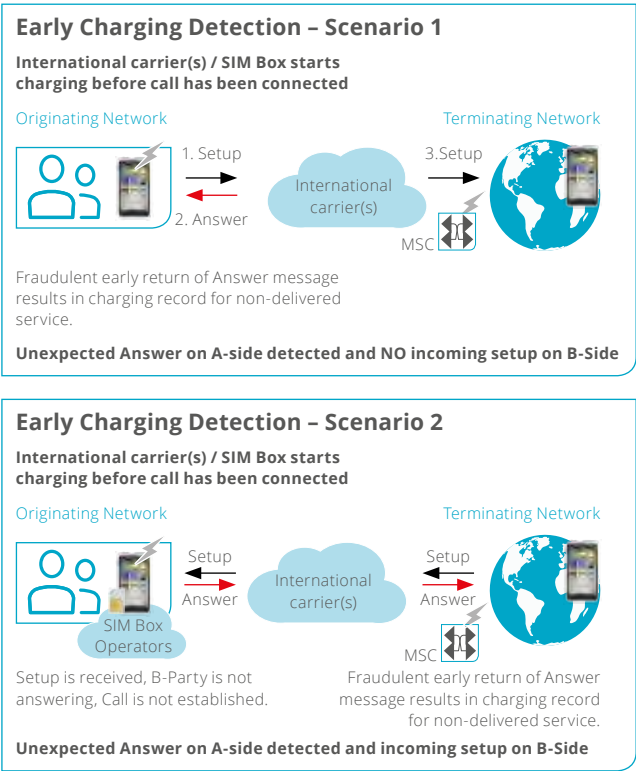 Early Charging Detection – Scenario 1
International carrier(s) / SIM Box starts
charging before call has been connected
Originating Network
Terminating Network
1. Setup
2. Answer
International
carrier(s)
3.Setup
MSC
Fraudulent early return of Answer message
results in charging record for non-delivered
service.
Unexpected Answer on A-side detected and NO incoming setup on B-Side
Early Charging Detection – Scenario 2
International carrier(s) / SIM Box starts
charging before call has been connected
Originating Network
Terminating Network
Setup
Answer
International
carrier(s)
Setup
Answer
SIM Box
Operators
MSC
Setup is received, B-Party is not
answering, Call is not established.
Fraudulent early return of Answer
message results in charging record
for non-delivered service.
Unexpected Answer on A-side detected and incoming setup on B-Side